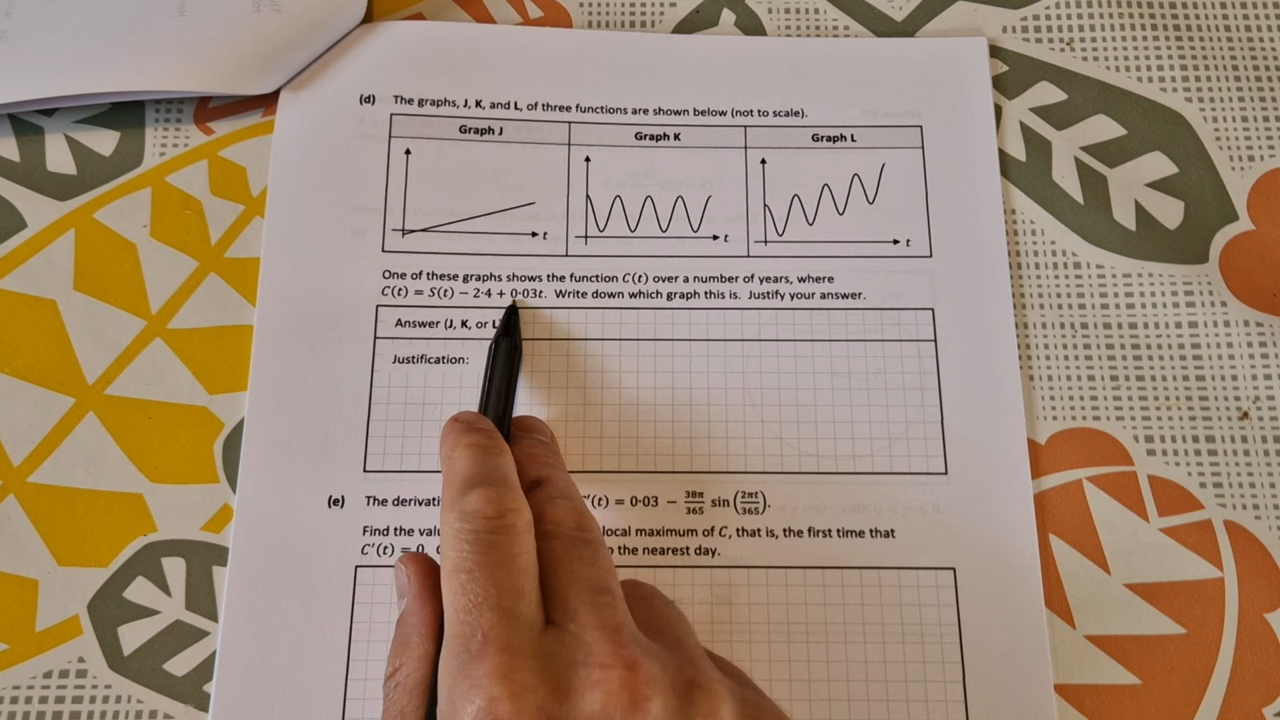 (d) The graphs, J, K, and L, of three functions are shown below (not to scale).
Graph J Graph K Graph L
t t t
One of these graphs shows the function C(t) over a number of years, where
C(t) = S(t) − 2·4 + 0·03t. Write down which graph this is. Justify your answer.
Answer (J, K, or L
Justification:
(e) The ′(t) = 0·03 − 38π/365 sin (2πt/365).
Find the local maximum of C, that is, the first time that
C′(t) = 0. the nearest day.